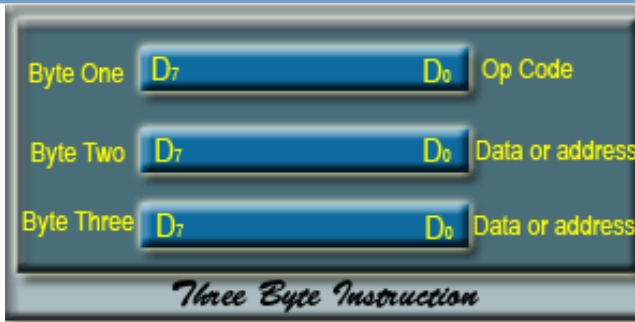 Byte One D₇ D₀ Op Code
Byte Two D₇ D₀ Data or address
Byte Three D₇ D₀ Data or address
Three Byte Instruction